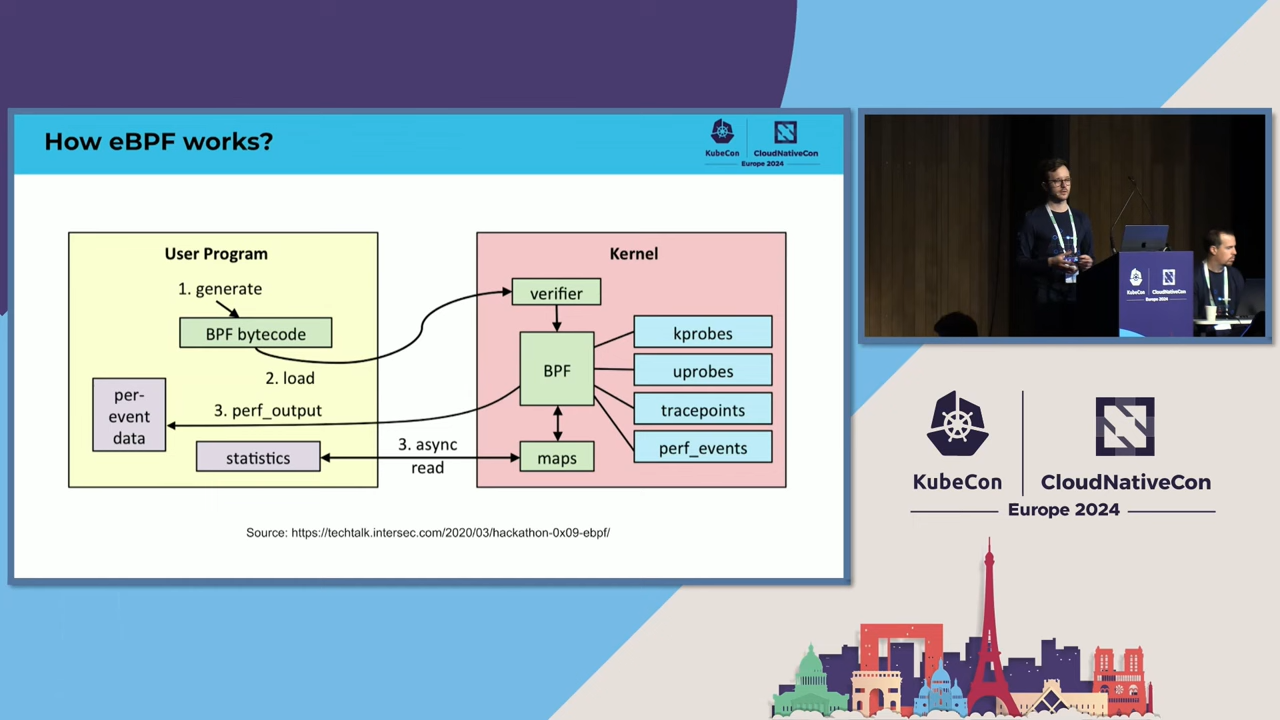 How eBPF works?
KubeCon
CloudNativeCon
Europe 2024
User Program
1. generate
BPF bytecode
2. load
per-
event
data
3. perf_output
statistics
3. async
read
Kernel
verifier
BPF
maps
kprobes
uprobes
tracepoints
perf_events
Source: https://techtalk.intersec.com/2020/03/hackathon-0x09-ebpf/
KubeCon
CloudNativeCon
Europe 2024